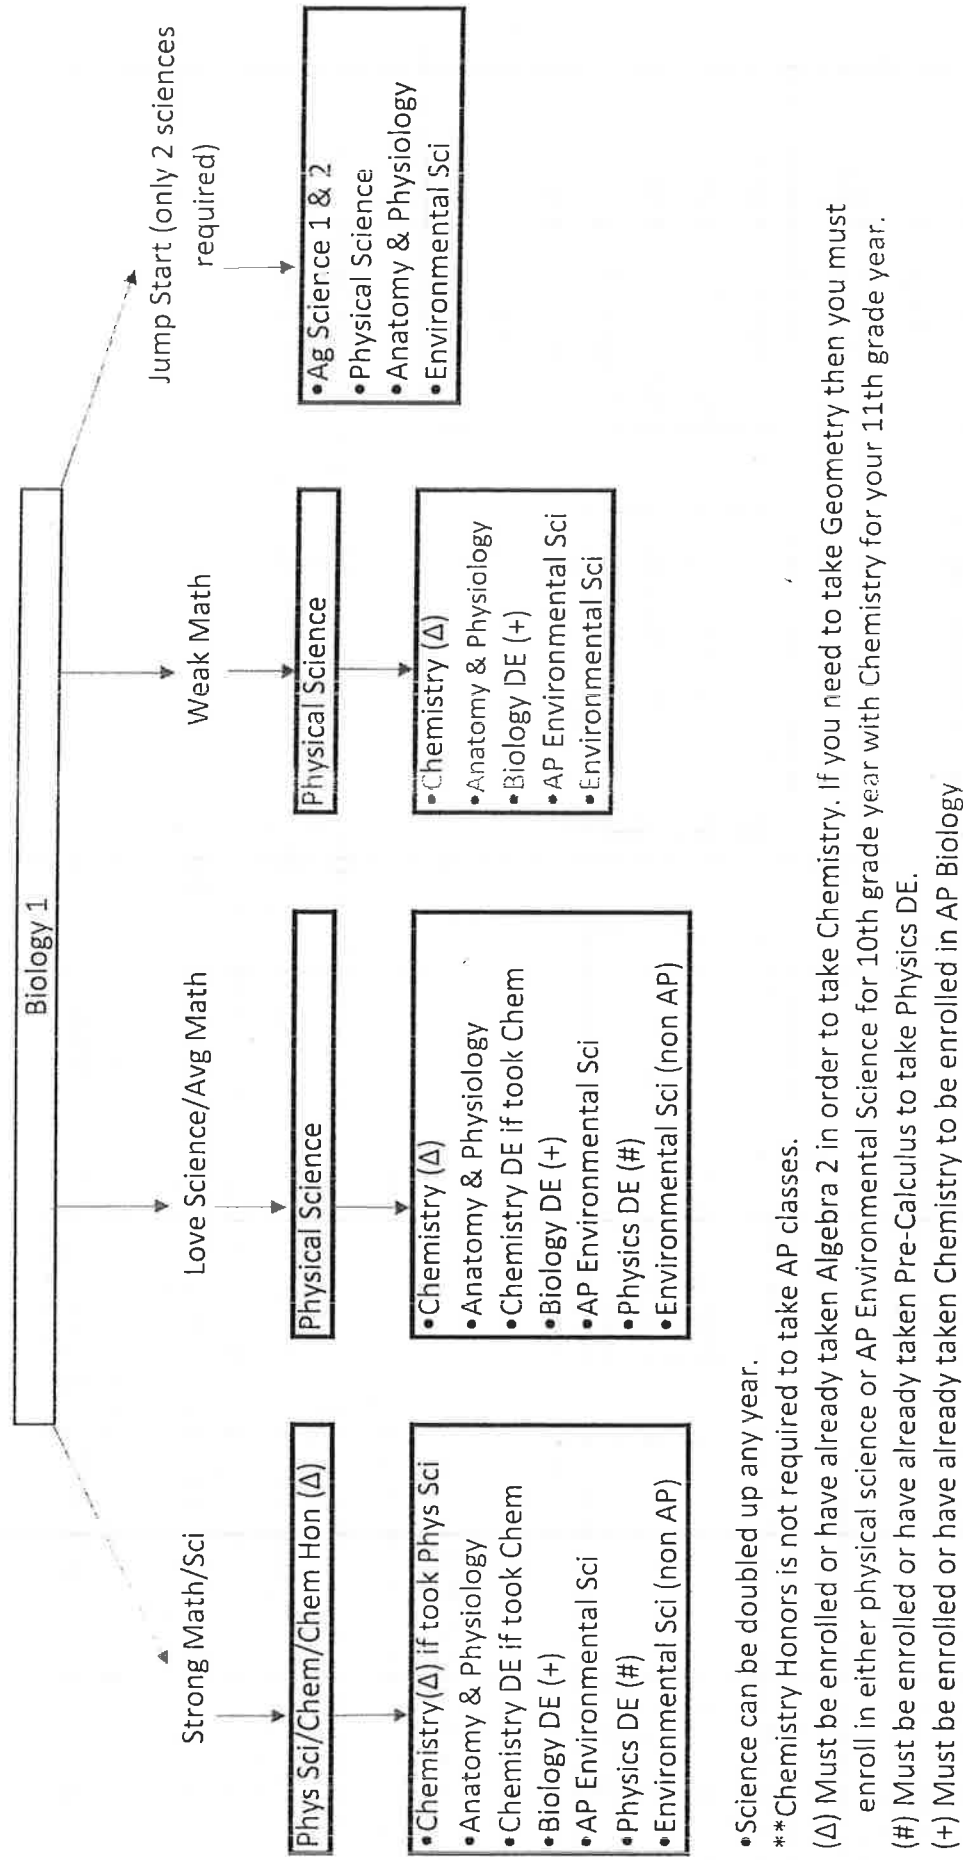 Biology 1
Strong Math/Sci
Phys Sci/Chem/Chem Hon (Δ)
•Chemistry(Δ) if took Phys Sci
•Anatomy & Physiology
•Chemistry DE if took Chem
•Biology DE (+)
•AP Environmental Sci
•Physics DE (#)
•Environmental Sci (non AP)
Love Science/Avg Math
Physical Science
•Chemistry (Δ)
•Anatomy & Physiology
•Chemistry DE if took Chem
•Biology DE (+)
•AP Environmental Sci
•Physics DE (#)
•Environmental Sci (non AP)
Weak Math
Physical Science
•Chemistry (Δ)
•Anatomy & Physiology
•Biology DE (+)
•AP Environmental Sci
•Environmental Sci
Jump Start (only 2 sciences
required)
•Ag Science 1 & 2
•Physical Science
•Anatomy & Physiology
•Environmental Sci
•Science can be doubled up any year.
**Chemistry Honors is not required to take AP classes.
(Δ) Must be enrolled or have already taken Algebra 2 in order to take Chemistry. If you need to take Geometry then you must
enroll in either physical science or AP Environmental Science for 10th grade year with Chemistry for your 11th grade year.
(#) Must be enrolled or have already taken Pre-Calculus to take Physics DE.
(+) Must be enrolled or have already taken Chemistry to be enrolled in AP Biology